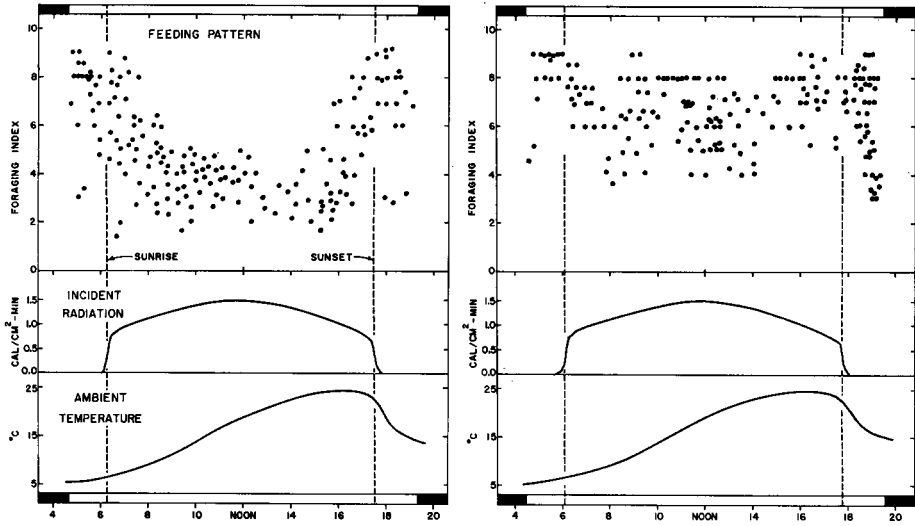 FEEDING PATTERN
FORAGING INDEX
10
8
6
4
2
0
SUNRISE
SUNSET
INCIDENT
RADIATION
CAL/CM²-MIN
1.5
1.0
0.5
0.0
AMBIENT
TEMPERATURE
°C
25
15
5
4 6 8 10 NOON 14 16 18 20
FORAGING INDEX
10
8
6
4
2
0
CAL/CM²-MIN
1.5
1.0
0.5
0.0
°C
25
15
5
4 6 8 10 NOON 14 16 18 20